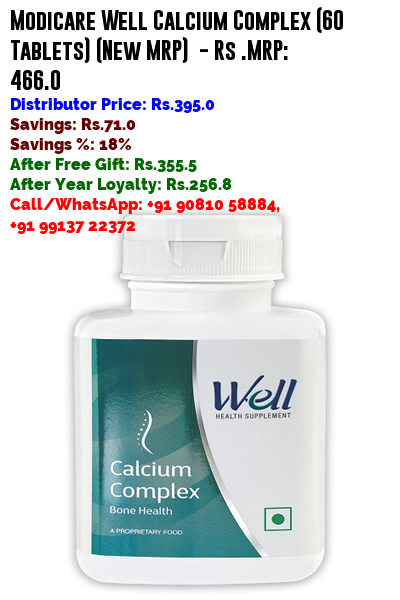 Modicare Well Calcium Complex (60
Tablets) (New MRP) - Rs .MRP:
466.0
Distributor Price: Rs.395.0
Savings: Rs.71.0
Savings %: 18%
After Free Gift: Rs.355.5
After Year Loyalty: Rs.256.8
Call/WhatsApp: +91 90810 58884,
+91 99137 22372
Well
HEALTH SUPPLEMENT
Calcium
Complex
Bone Health
A PROPRIETARY FOOD